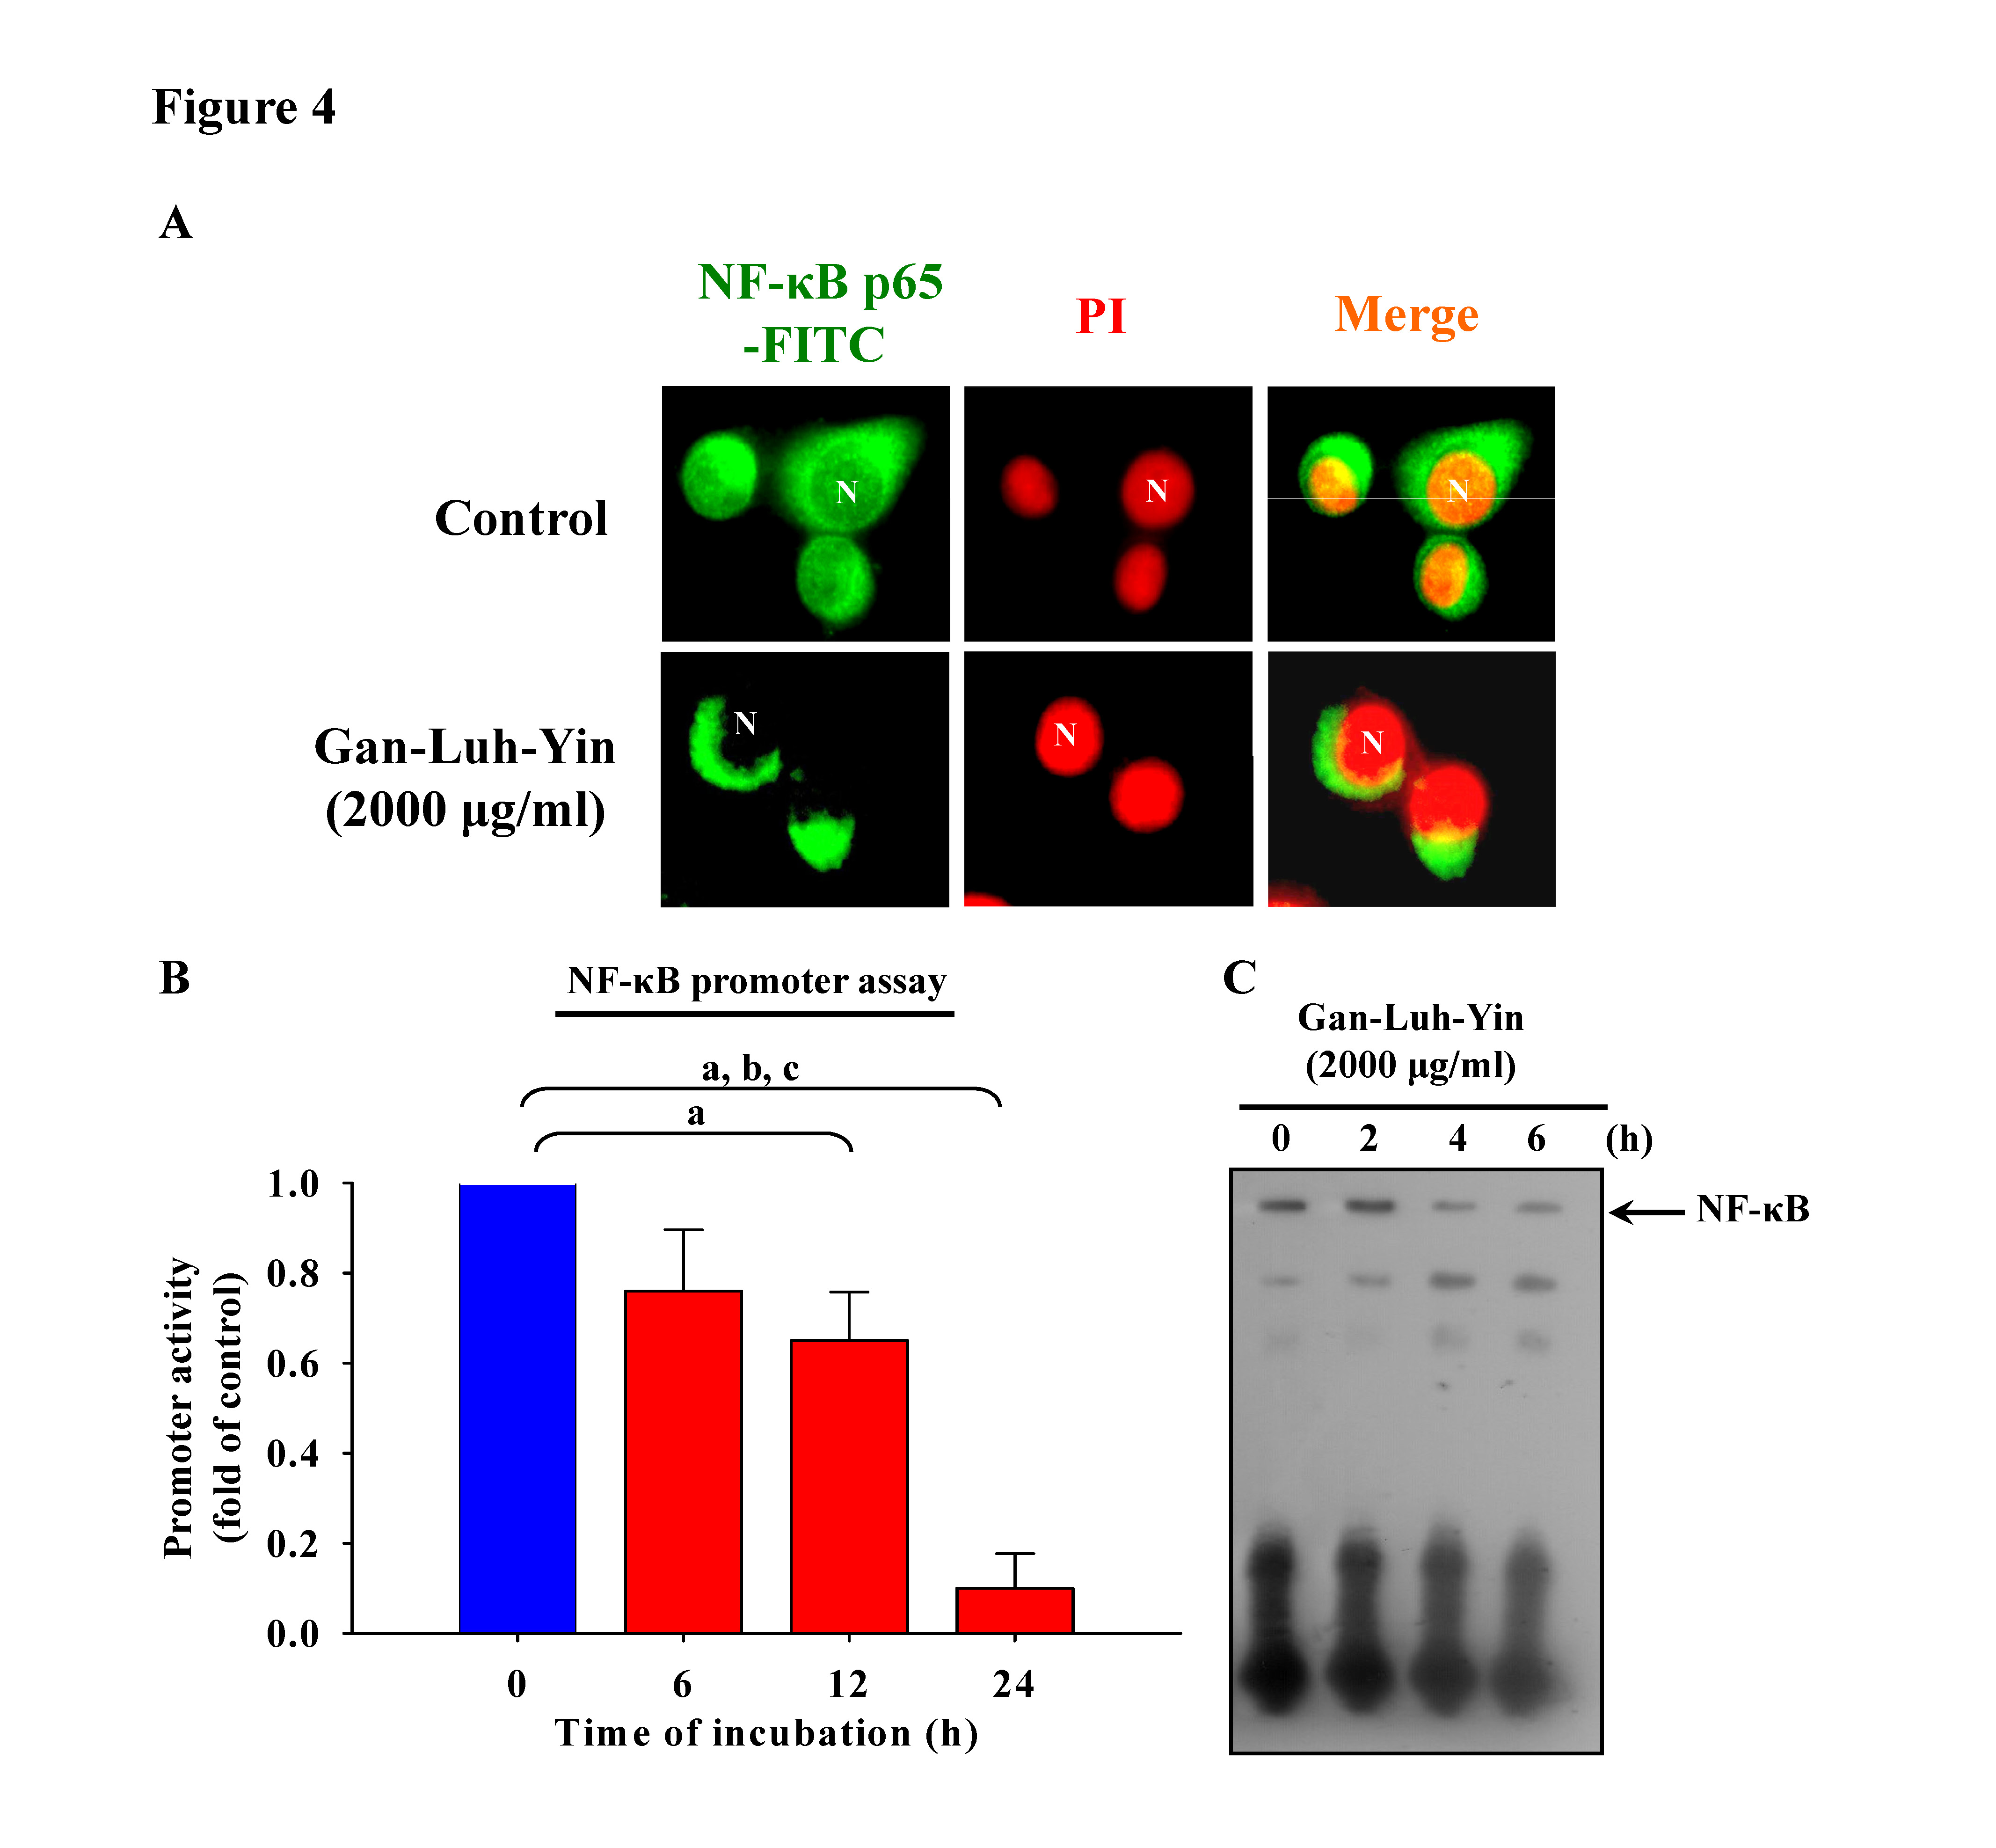 Figure 4
A
NF-κB p65
-FITC
PI
Merge
Control
N
N
N
Gan-Luh-Yin
(2000 μg/ml)
N
N
N
B
NF-κB promoter assay
a, b, c
a
1.0
0.8
0.6
0.4
0.2
0.0
Promoter activity
(fold of control)
0 6 12 24
Time of incubation (h)
C
Gan-Luh-Yin
(2000 μg/ml)
0 2 4 6 (h)
NF-κB